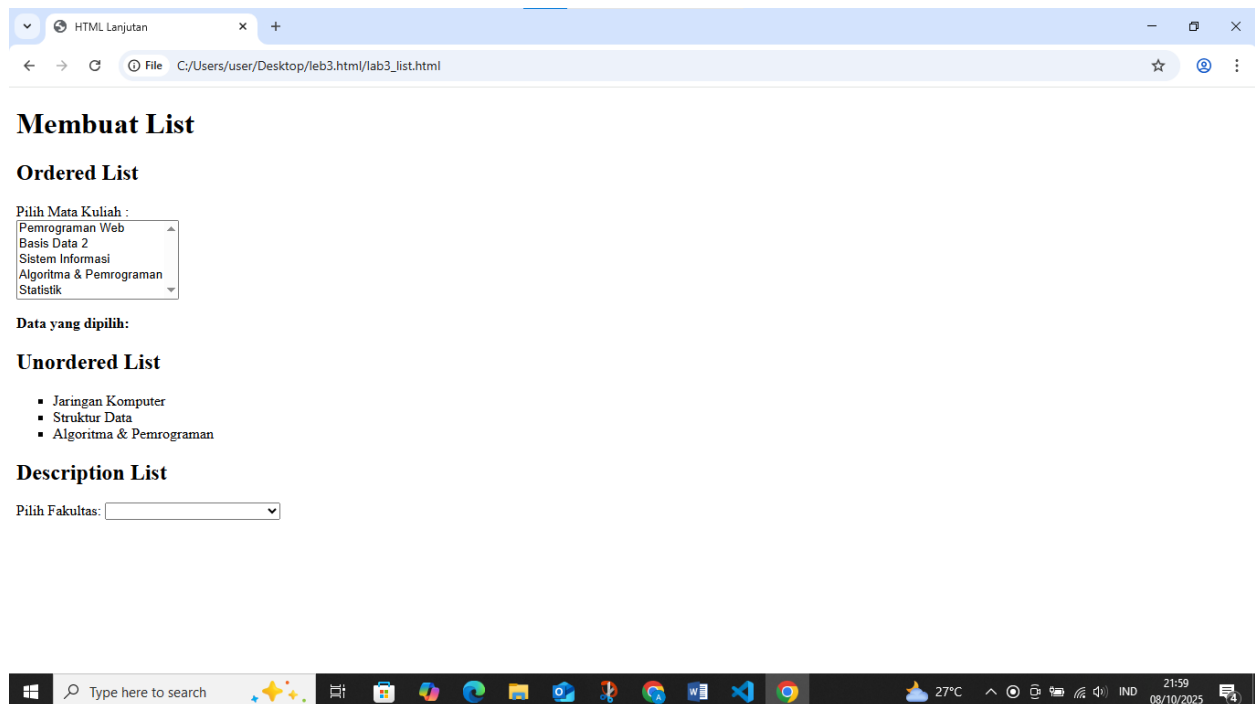 HTML Lanjutan
File C:/Users/user/Desktop/leb3.html/lab3_list.html
Membuat List
Ordered List
Pilih Mata Kuliah :
Pemrograman Web
Basis Data 2
Sistem Informasi
Algoritma & Pemrograman
Statistik
Data yang dipilih:
Unordered List
Jaringan Komputer
Struktur Data
Algoritma & Pemrograman
Description List
Pilih Fakultas:
Type here to search
27°C
IND
21:59
08/10/2025
4